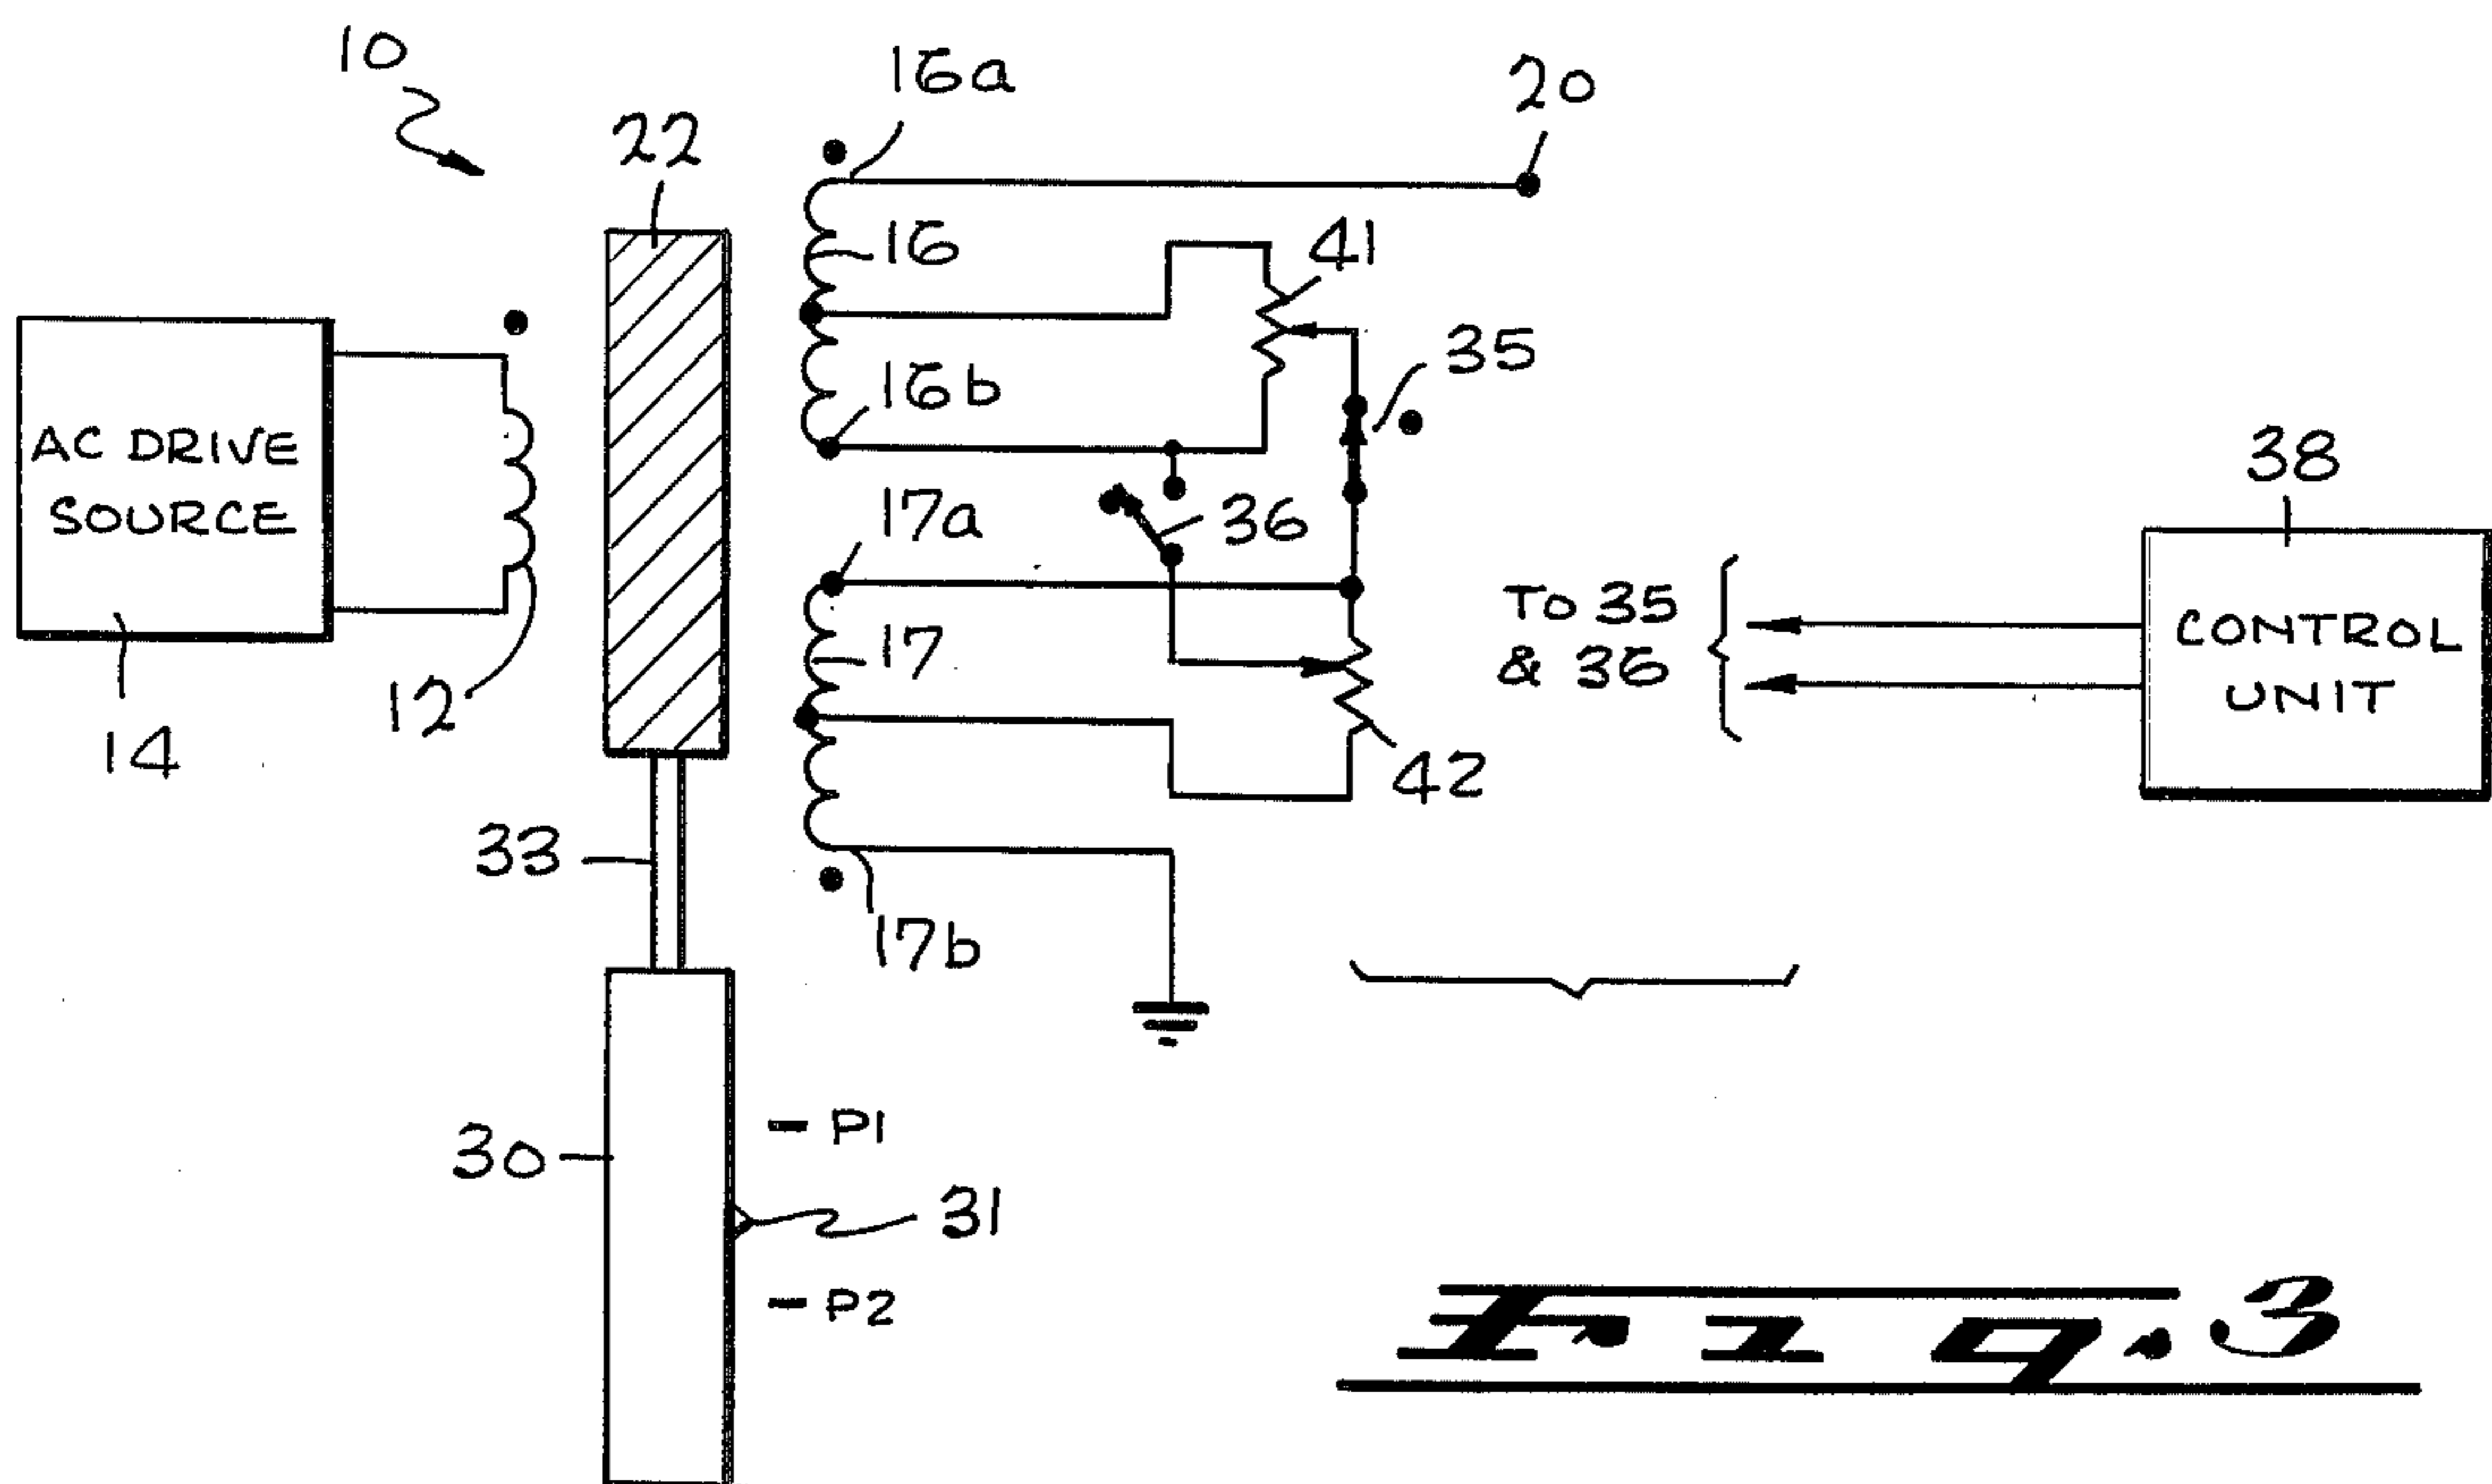 10
22
16a
20
16
41
35
16b
AC DRIVE
SOURCE
38
17a
36
TO 35
& 36
CONTROL
UNIT
17
12
14
42
33
17b
P1
30
31
P2
Fig. 3